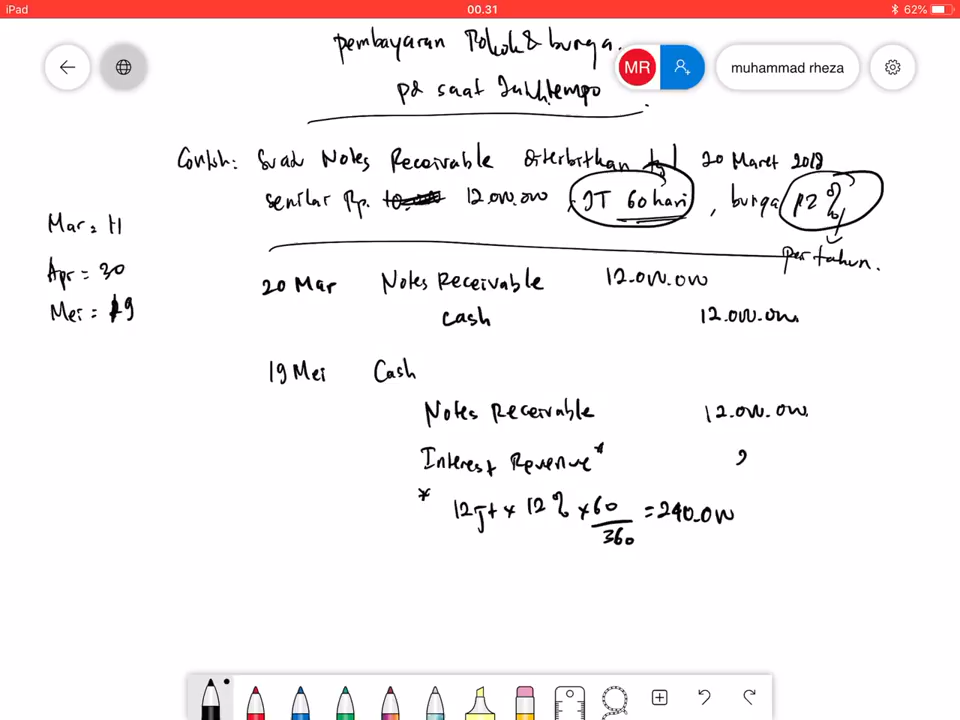 iPad 00.31 62%
pembayaran Pokok & bunga
MR muhammad rheza
pd saat Jatuh tempo
Contoh: Suatu Notes Receivable diterbitkan tgl 20 Maret 2018
senilai Rp. 12.000.000, JT 60 hari, bunga 12%
per tahun.
Mar = 11
Apr = 30
Mei = 19
20 Mar Notes Receivable 12.000.000
Cash 12.000.000
19 Mei Cash
Notes Receivable 12.000.000
Interest Revenue*
* 12jt x 12% x 60/360 = 240.000